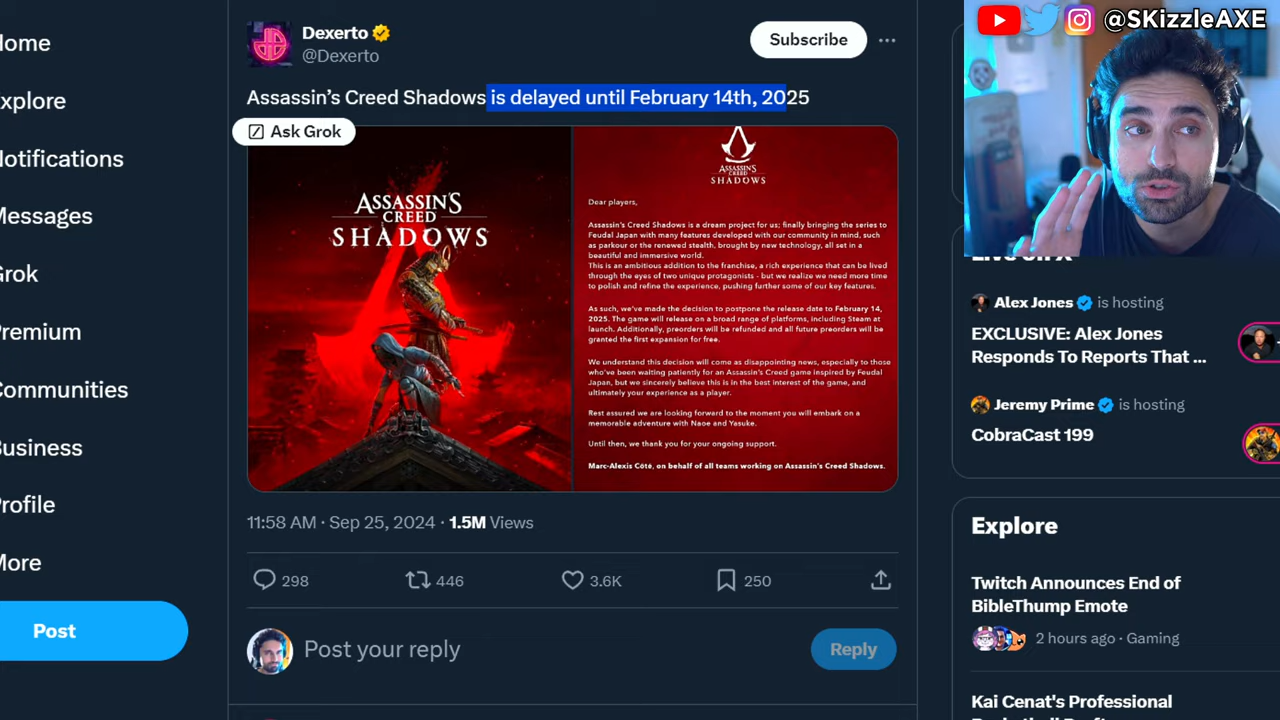 ome
xplore
otifications
essages
rok
remium
ommunities
usiness
rofile
ore
Post
Dexerto
@Dexerto
Subscribe
Assassin's Creed Shadows is delayed until February 14th, 2025
Ask Grok
ASSASSIN'S
CREED
SHADOWS
ASSASSIN'S
CREED
SHADOWS
Dear players,
Assassin's Creed Shadows is a dream project for us; finally bringing the series to
Feudal Japan with many features developed with our community in mind, such
as parkour or the renewed stealth, brought by new technology, all set in a
beautiful and immersive world.
This is an ambitious addition to the franchise, a rich experience that can be lived
through the eyes of two unique protagonists - but we realize we need more time
to polish and refine the experience, pushing further some of our key features.
As such, we've made the decision to postpone the release date to February 14,
2025. The game will release on a broad range of platforms, including Steam at
launch. Additionally, preorders will be refunded and all future preorders will be
granted the first expansion for free.
We understand this decision will come as disappointing news, especially to those
who've been waiting patiently for an Assassin's Creed game inspired by Feudal
Japan, but we sincerely believe this is in the best interest of the game, and
ultimately your experience as a player.
Rest assured we are looking forward to the moment you will embark on a
memorable adventure with Naoe and Yasuke.
Until then, we thank you for your ongoing support.
Marc-Alexis Côté, on behalf of all teams working on Assassin's Creed Shadows.
11:58 AM · Sep 25, 2024 · 1.5M Views
298 446 3.6K 250
Post your reply
Reply
@SKizzleAXE
Alex Jones is hosting
EXCLUSIVE: Alex Jones
Responds To Reports That ...
Jeremy Prime is hosting
CobraCast 199
Explore
Twitch Announces End of
BibleThump Emote
2 hours ago · Gaming
Kai Cenat's Professional